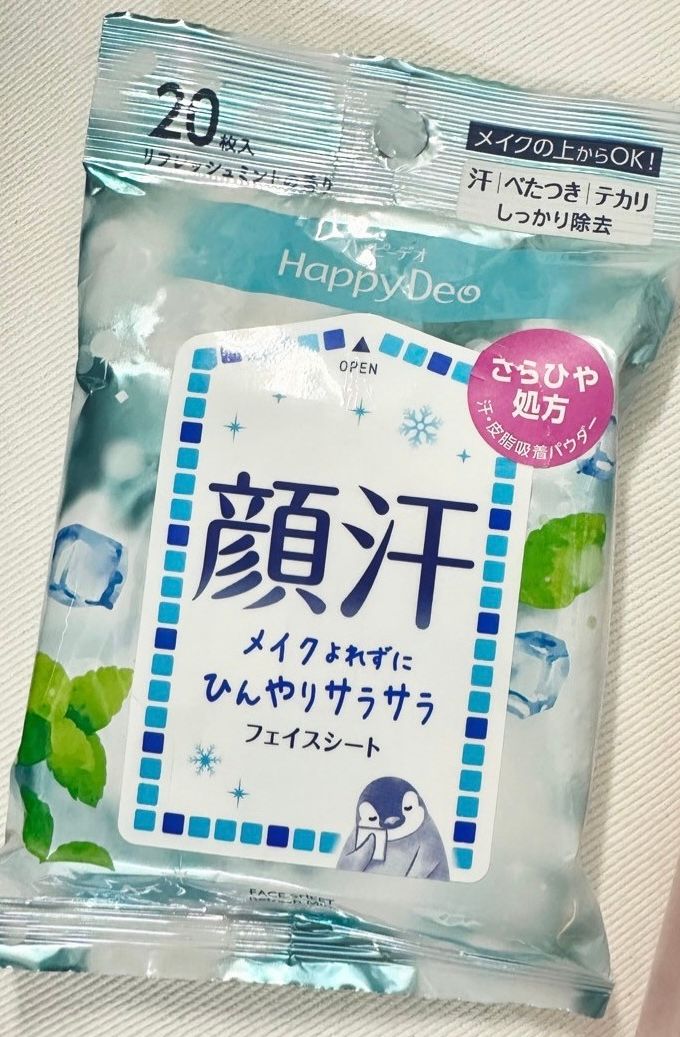 20枚入
リフレッシュミントの香り
メイクの上からOK!
汗|べたつき|テカリ
しっかり除去
ハッピーデオ
HappyDeo
OPEN
さらひや
処方
汗・皮脂吸着パウダー
顔汗
メイクよれずに
ひんやりサラサラ
フェイスシート
FACE SHEET
Refresh Mint